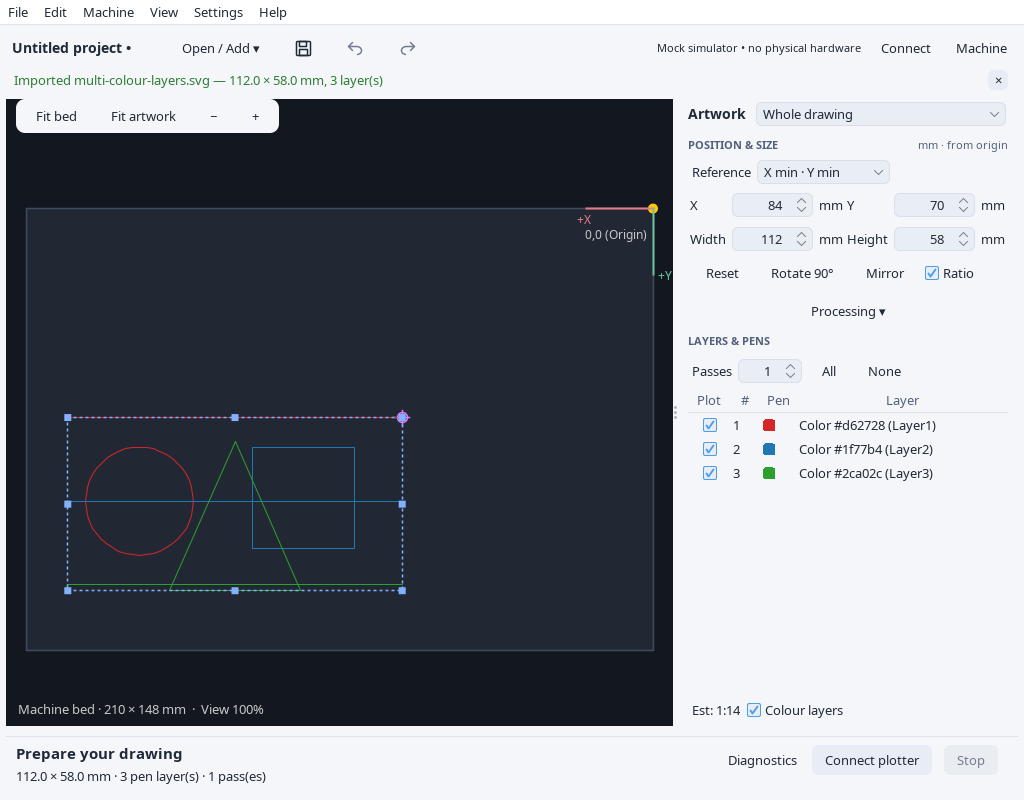 File Edit Machine View Settings Help
Untitled project • Open / Add ▾ Mock simulator • no physical hardware Connect Machine
Imported multi-colour-layers.svg — 112.0 × 58.0 mm, 3 layer(s) ×
Fit bed Fit artwork − +
+X
0,0 (Origin)
+Y
Machine bed · 210 × 148 mm · View 100%
Artwork Whole drawing
POSITION & SIZE mm · from origin
Reference X min · Y min
X 84 mm Y 70 mm
Width 112 mm Height 58 mm
Reset Rotate 90° Mirror Ratio
Processing ▾
LAYERS & PENS
Passes 1 All None
Plot # Pen Layer
1 Color #d62728 (Layer1)
2 Color #1f77b4 (Layer2)
3 Color #2ca02c (Layer3)
Est: 1:14 Colour layers
Prepare your drawing
112.0 × 58.0 mm · 3 pen layer(s) · 1 pass(es)
Diagnostics Connect plotter Stop